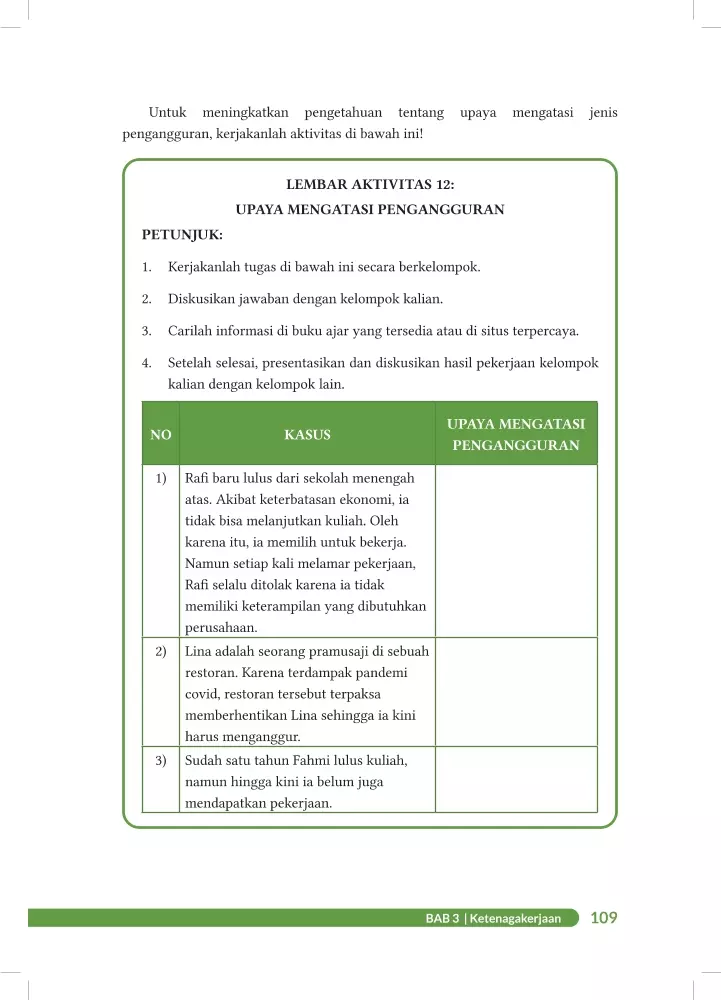 Untuk meningkatkan pengetahuan tentang upaya mengatasi jenis
pengangguran, kerjakanlah aktivitas di bawah ini!
LEMBAR AKTIVITAS 12:
UPAYA MENGATASI PENGANGGURAN
PETUNJUK:
1. Kerjakanlah tugas di bawah ini secara berkelompok.
2. Diskusikan jawaban dengan kelompok kalian.
3. Carilah informasi di buku ajar yang tersedia atau di situs terpercaya.
4. Setelah selesai, presentasikan dan diskusikan hasil pekerjaan kelompok
kalian dengan kelompok lain.
NO KASUS UPAYA MENGATASI
PENGANGGURAN
1) Rafi baru lulus dari sekolah menengah
atas. Akibat keterbatasan ekonomi, ia
tidak bisa melanjutkan kuliah. Oleh
karena itu, ia memilih untuk bekerja.
Namun setiap kali melamar pekerjaan,
Rafi selalu ditolak karena ia tidak
memiliki keterampilan yang dibutuhkan
perusahaan.
2) Lina adalah seorang pramusaji di sebuah
restoran. Karena terdampak pandemi
covid, restoran tersebut terpaksa
memberhentikan Lina sehingga ia kini
harus menganggur.
3) Sudah satu tahun Fahmi lulus kuliah,
namun hingga kini ia belum juga
mendapatkan pekerjaan.
BAB 3 | Ketenagakerjaan 109